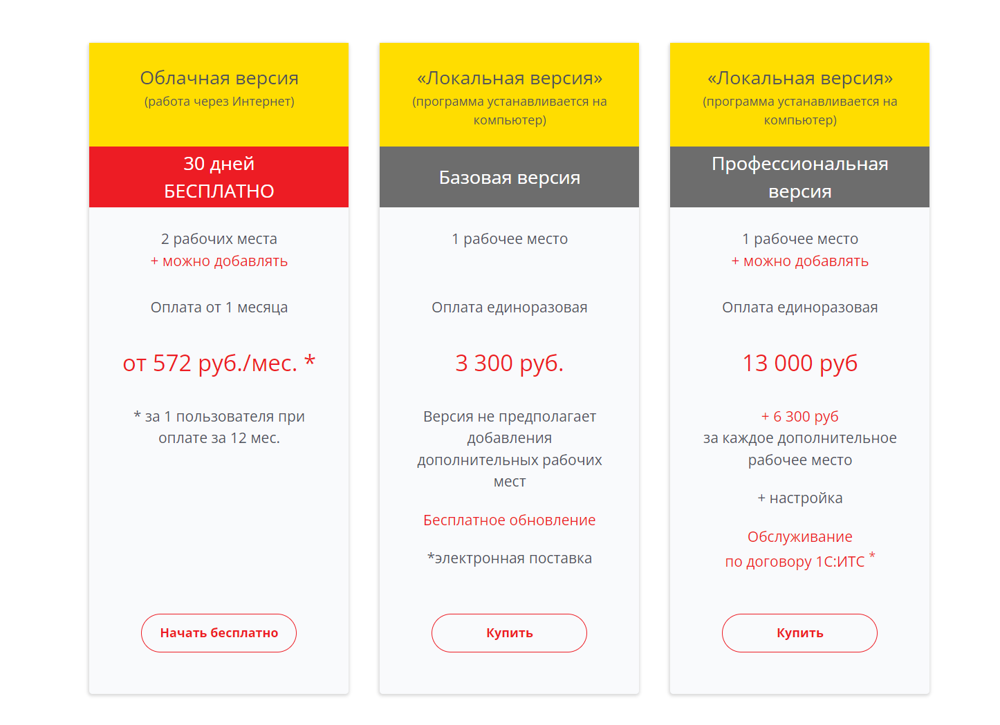 Облачная версия
(работа через Интернет)
30 дней
БЕСПЛАТНО
2 рабочих места
+ можно добавлять
Оплата от 1 месяца
от 572 руб./мес. *
* за 1 пользователя при
оплате за 12 мес.
Начать бесплатно
«Локальная версия»
(программа устанавливается на
компьютер)
Базовая версия
1 рабочее место
Оплата единоразовая
3 300 руб.
Версия не предполагает
добавления
дополнительных рабочих
мест
Бесплатное обновление
*электронная поставка
Купить
«Локальная версия»
(программа устанавливается на
компьютер)
Профессиональная
версия
1 рабочее место
+ можно добавлять
Оплата единоразовая
13 000 руб
+ 6 300 руб
за каждое дополнительное
рабочее место
+ настройка
Обслуживание
по договору 1С:ИТС *
Купить